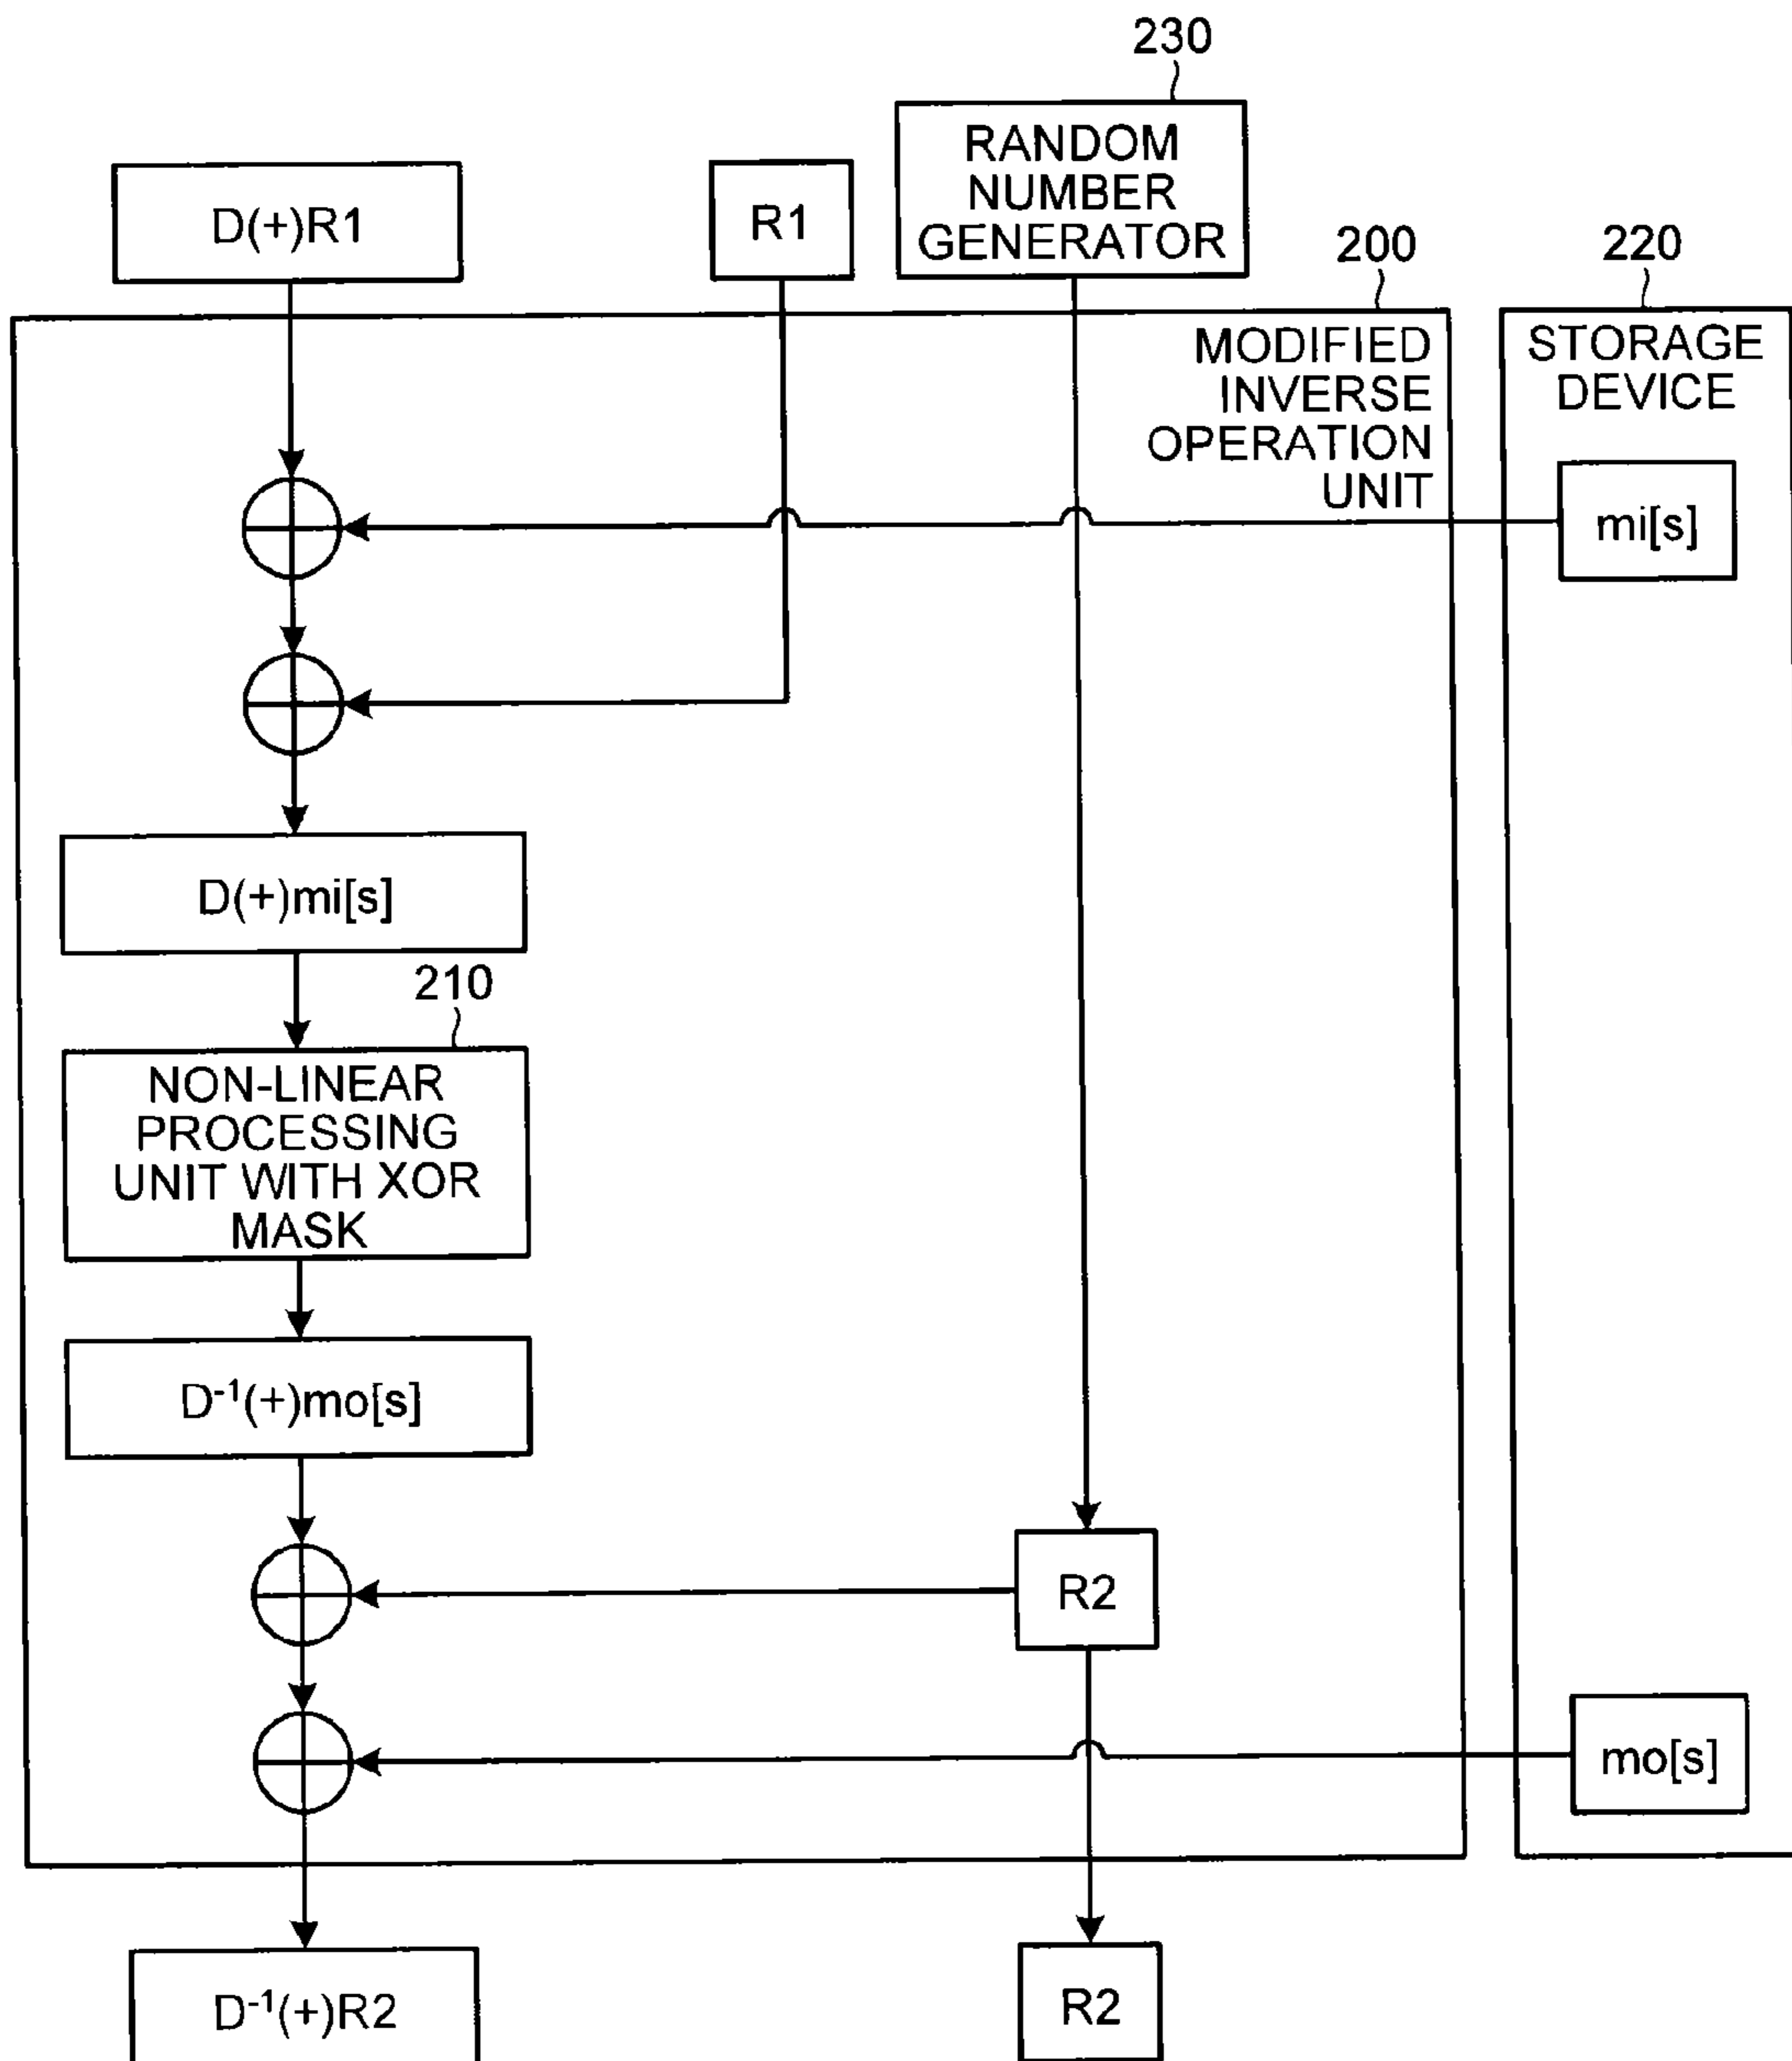 230
RANDOM
NUMBER
GENERATOR
D(+)R1
R1
200
220
MODIFIED
INVERSE
OPERATION
UNIT
STORAGE
DEVICE
mi[s]
D(+)mi[s]
210
NON-LINEAR
PROCESSING
UNIT WITH XOR
MASK
D⁻¹(+)mo[s]
R2
mo[s]
D⁻¹(+)R2
R2